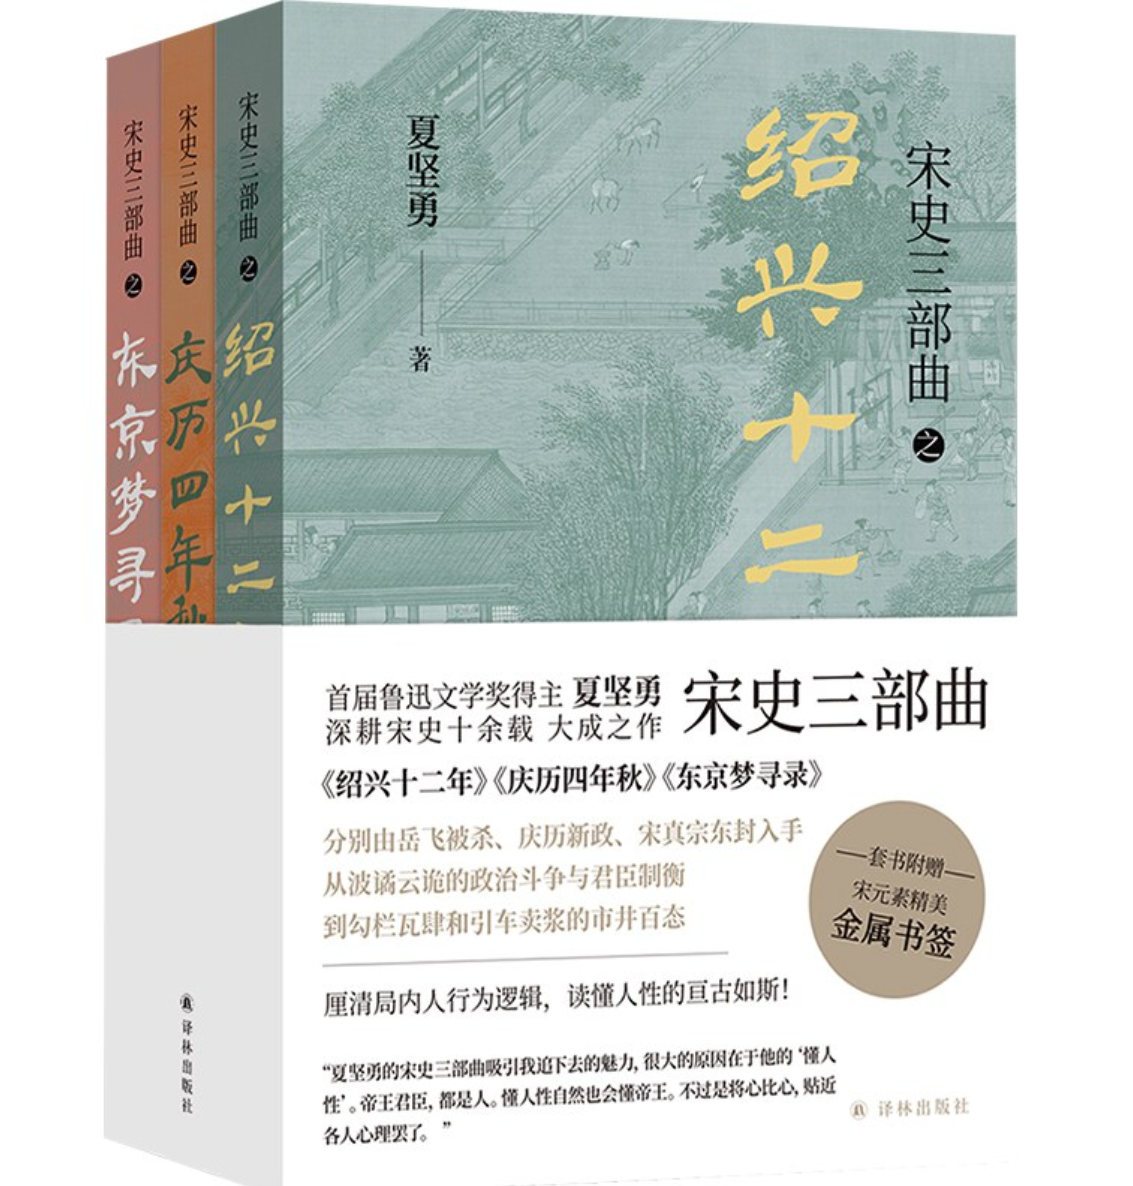 宋史三部曲之
东京梦寻
宋史三部曲之
庆历四年秋
宋史三部曲之
绍兴十二
夏坚勇
著
绍兴十二
宋史三部曲之
首届鲁迅文学奖得主 夏坚勇
深耕宋史十余载 大成之作
宋史三部曲
《绍兴十二年》《庆历四年秋》《东京梦寻录》
分别由岳飞被杀、庆历新政、宋真宗东封入手
从波谲云诡的政治斗争与君臣制衡
到勾栏瓦肆和引车卖浆的市井百态
套书附赠
宋元素精美
金属书签
厘清局内人行为逻辑，读懂人性的亘古如斯！
“夏坚勇的宋史三部曲吸引我追下去的魅力，很大的原因在于他的‘懂人
性’。帝王君臣，都是人。懂人性自然也会懂帝王。不过是将心比心，贴近
各人心理罢了。”
译林出版社
译林出版社